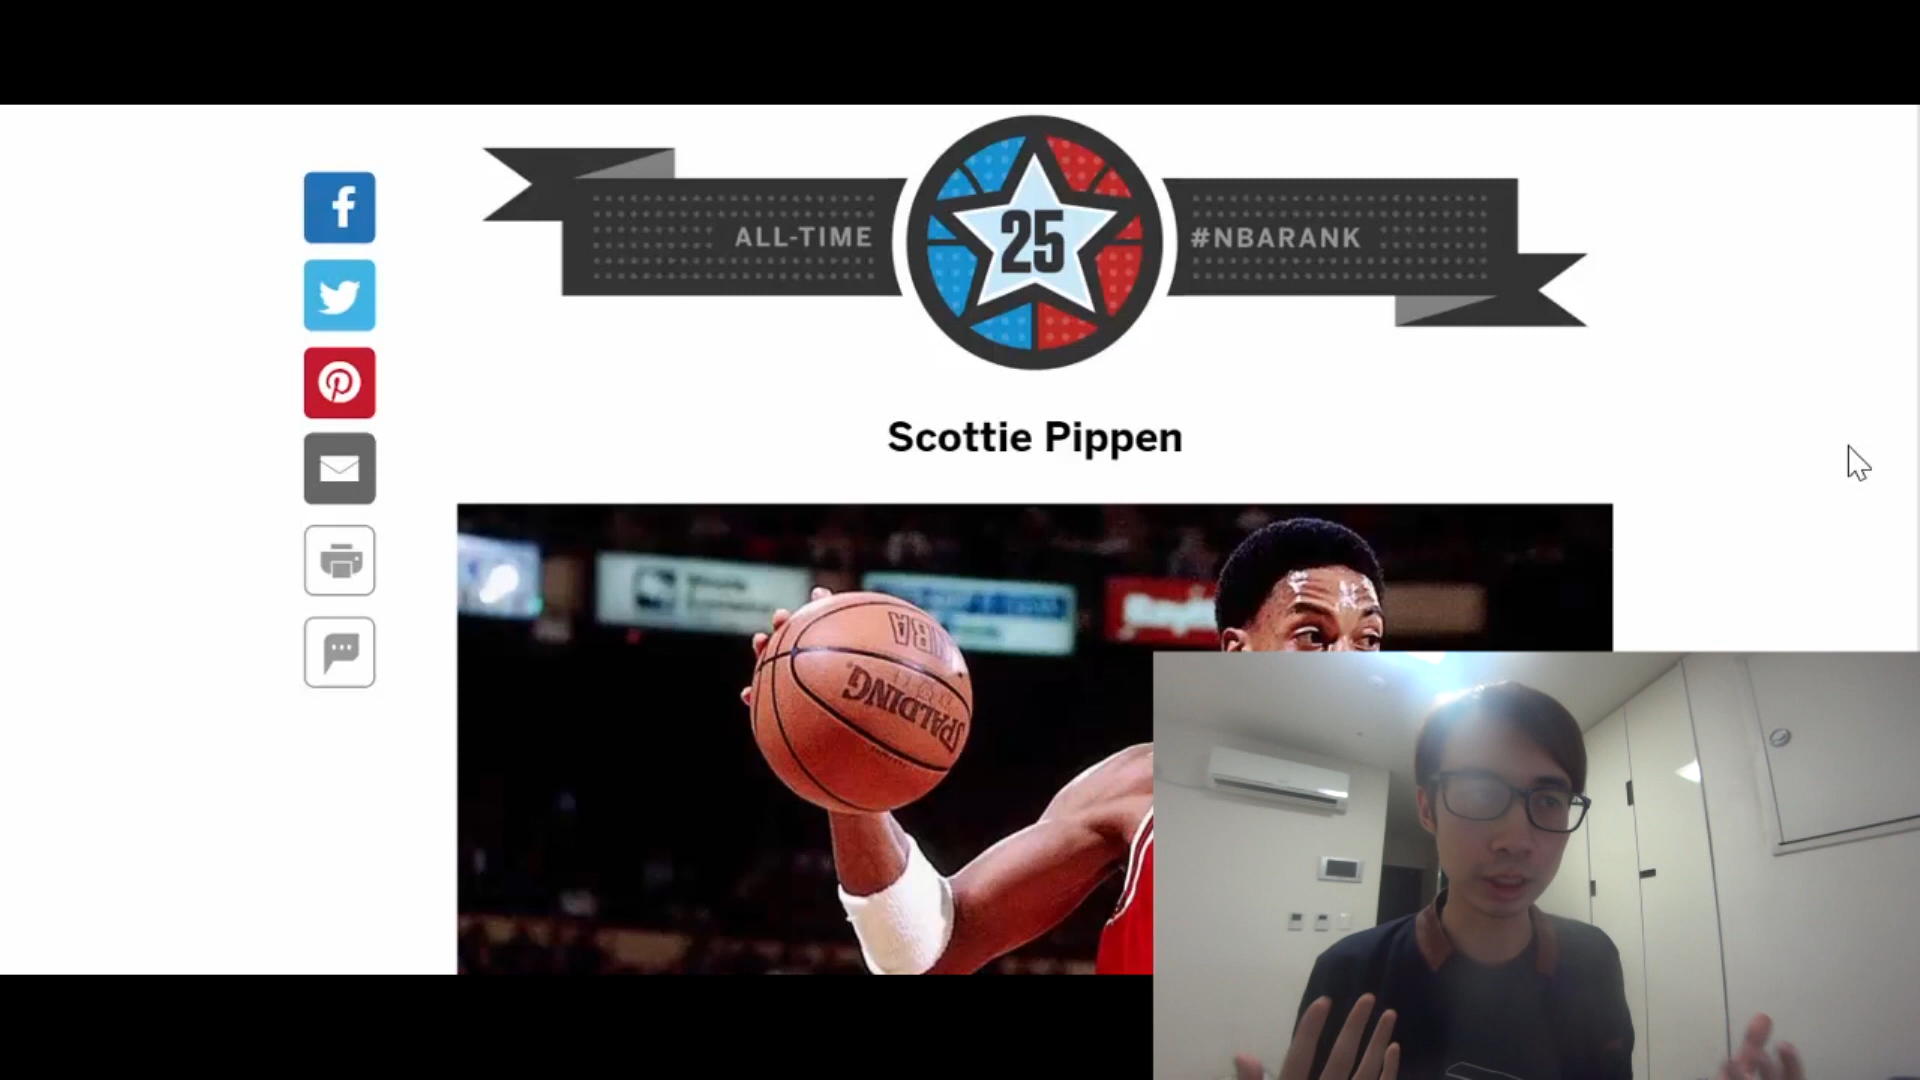 ALL-TIME
25
#NBARANK
Scottie Pippen
NBA
SPALDING